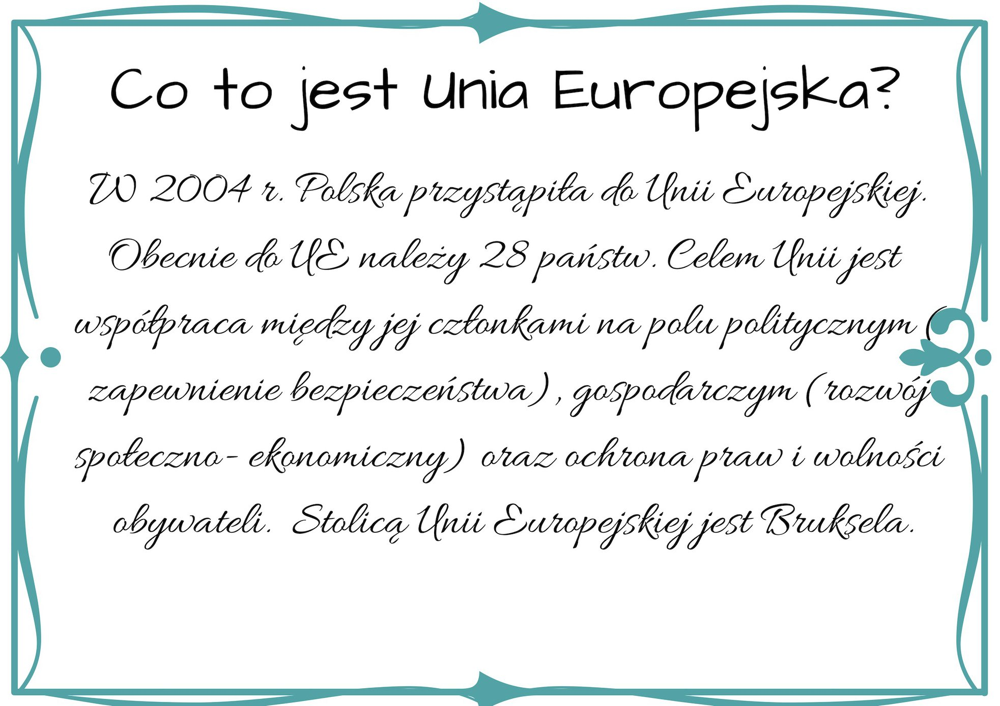 Co to jest Unia Europejska?
W 2004 r. Polska przystąpiła do Unii Europejskiej.
Obecnie do UE należy 28 państw. Celem Unii jest
współpraca między jej członkami na polu politycznym (
zapewnienie bezpieczeństwa) , gospodarczym ( rozwój
społeczno- ekonomiczny) oraz ochrona praw i wolności
obywateli. Stolicą Unii Europejskiej jest Bruksela.